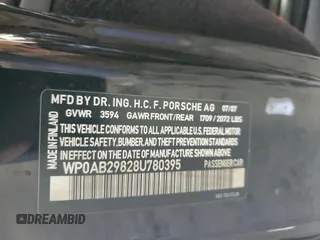 MFD BY DR. ING. H.C. F. PORSCHE AG 07/07
GVWR 3594 GAWR FRONT/REAR 1709/2072 LBS
THIS VEHICLE CONFORMS TO ALL APPLICABLE
FEDERAL MOTOR VEHICLE SAFETY, BUMPER
AND THEFT PREVENTION STANDARDS IN
EFFECT ON THE DATE OF MANUFACTURE
SHOWN ABOVE
WP0AB29828U780395 PASSENGER CAR
MADE IN FINLAND
DREAMBID
DREAMBID.COM